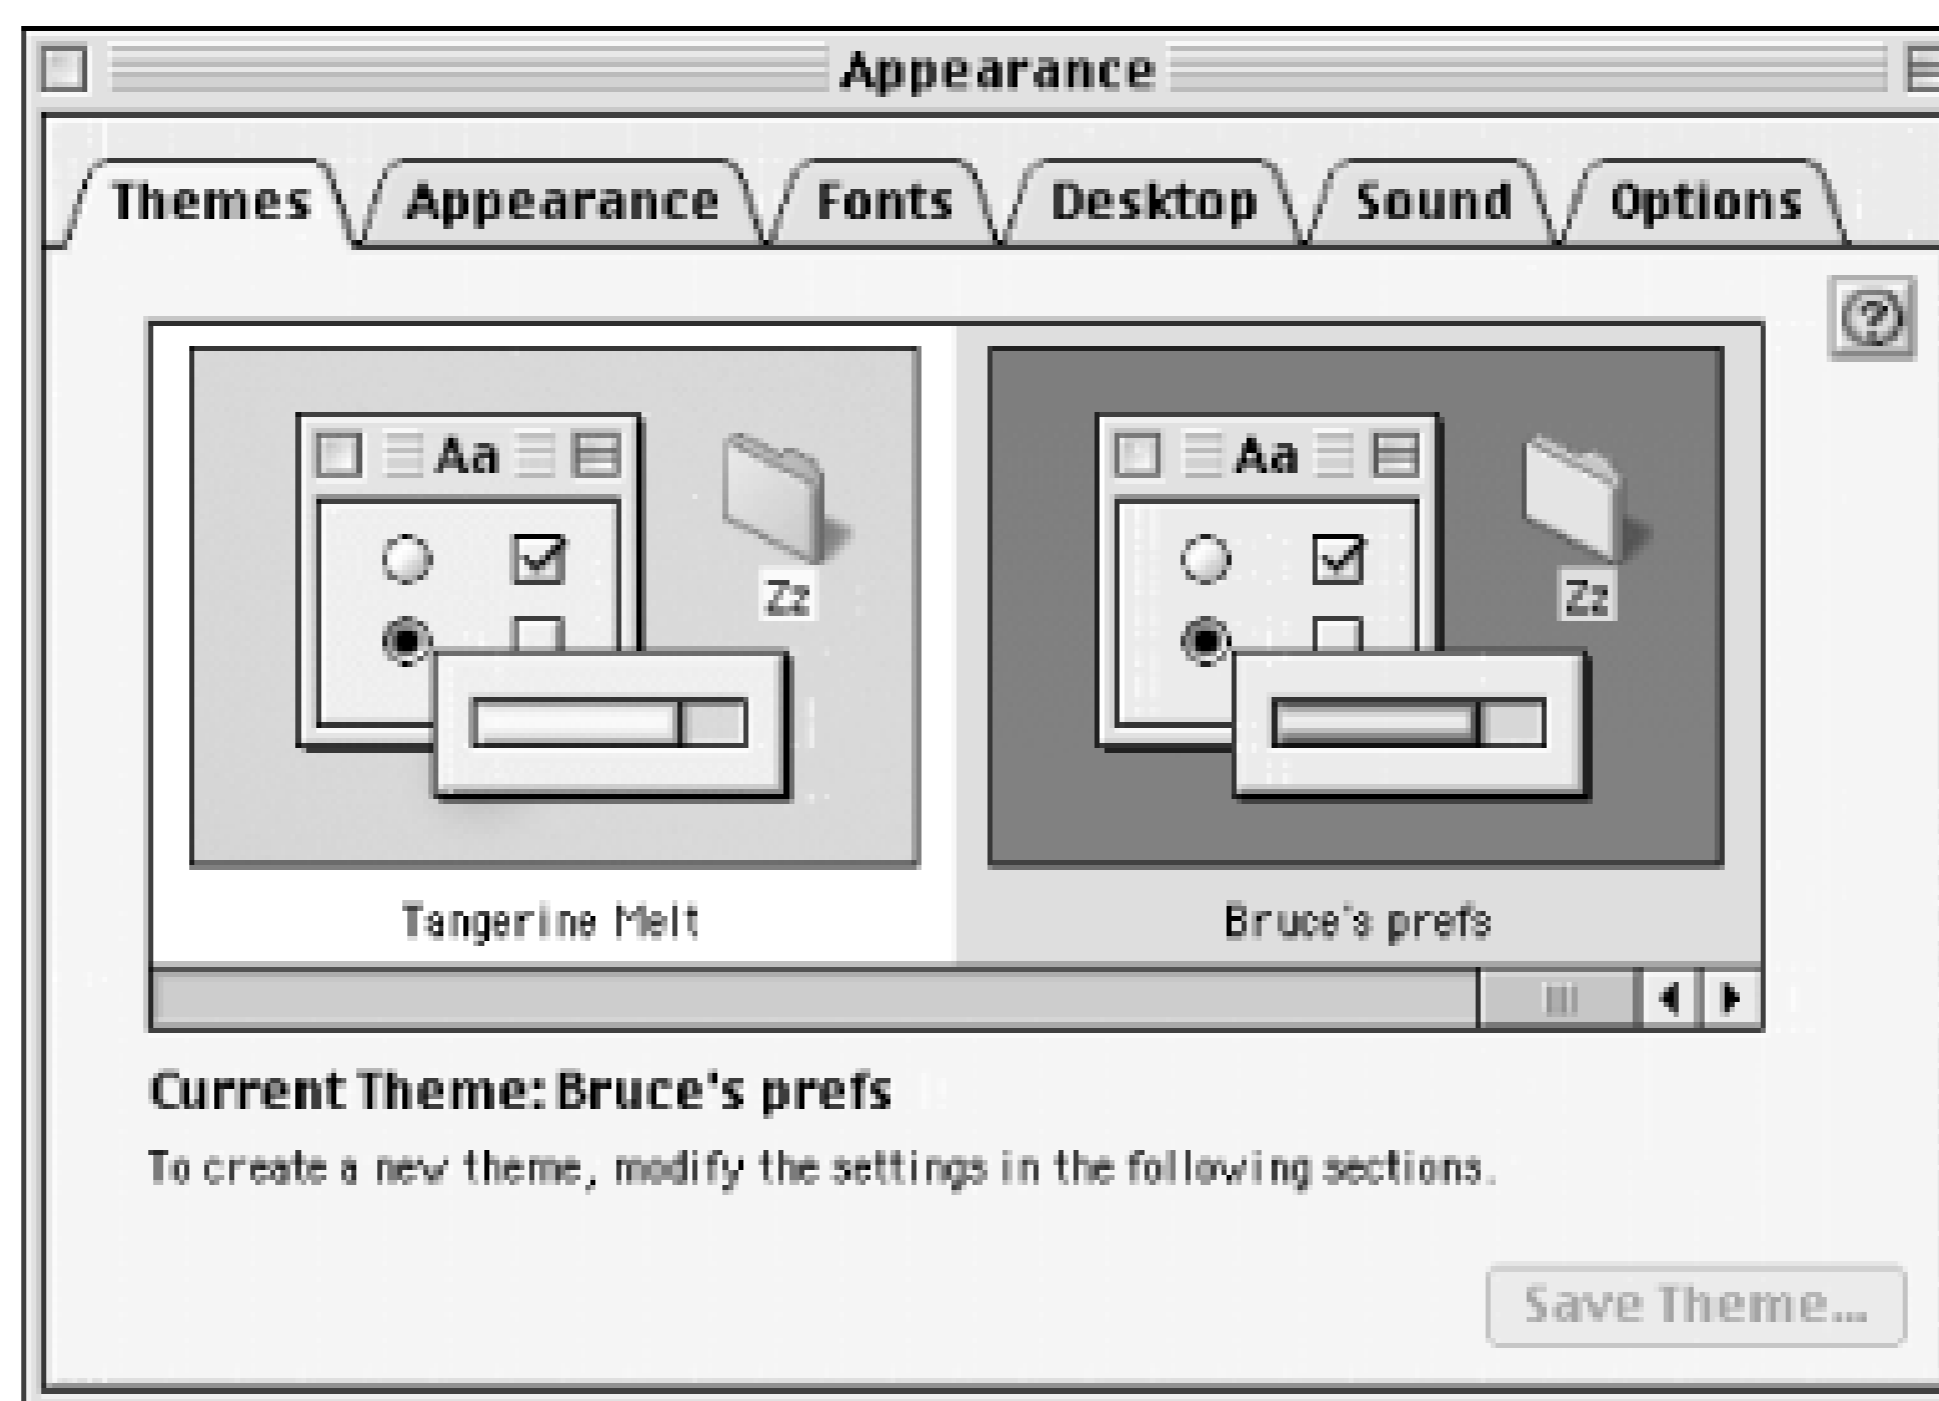 Appearance
Themes Appearance Fonts Desktop Sound Options
?
Aa Aa
Zz Zz
Tangerine Melt Bruce's prefs
Current Theme: Bruce's prefs
To create a new theme, modify the settings in the following sections.
Save Theme...